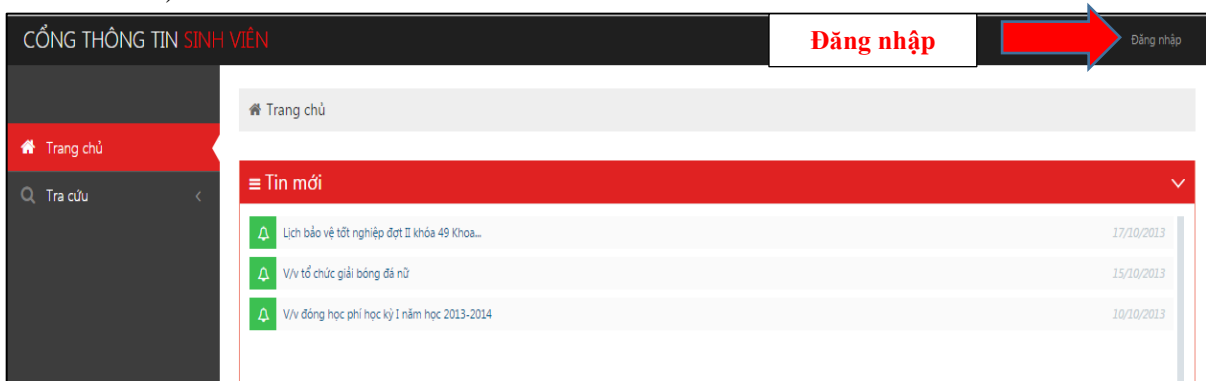 CỔNG THÔNG TIN SINH VIÊN
Đăng nhập
Đăng nhập
Trang chủ
Trang chủ
Tra cứu
Tin mới
Lịch bảo vệ tốt nghiệp đợt II khóa 49 Khoa... 17/10/2013
V/v tổ chức giải bóng đá nữ 15/10/2013
V/v đóng học phí học kỳ I năm học 2013-2014 10/10/2013